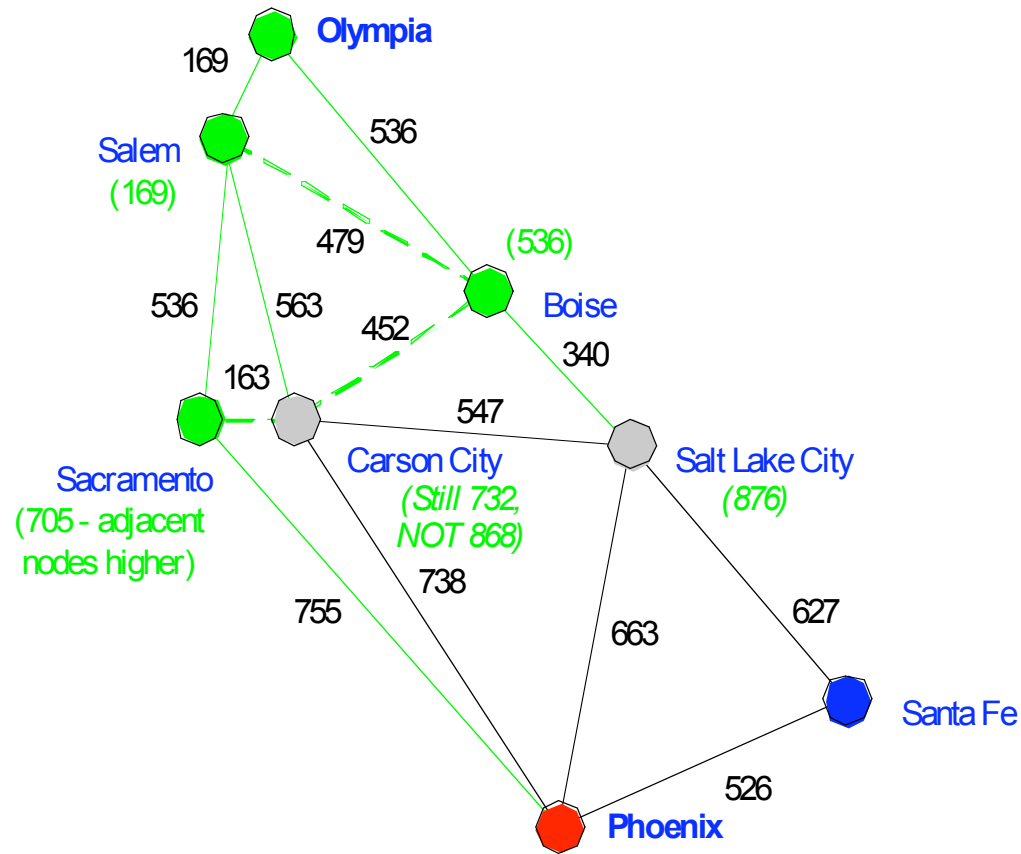 Olympia
169
536
Salem
(169)
479
(536)
Boise
536
563
452
340
163
547
Sacramento
(705 - adjacent
nodes higher)
Carson City
(Still 732,
NOT 868)
Salt Lake City
(876)
738
755
663
627
Santa Fe
526
Phoenix